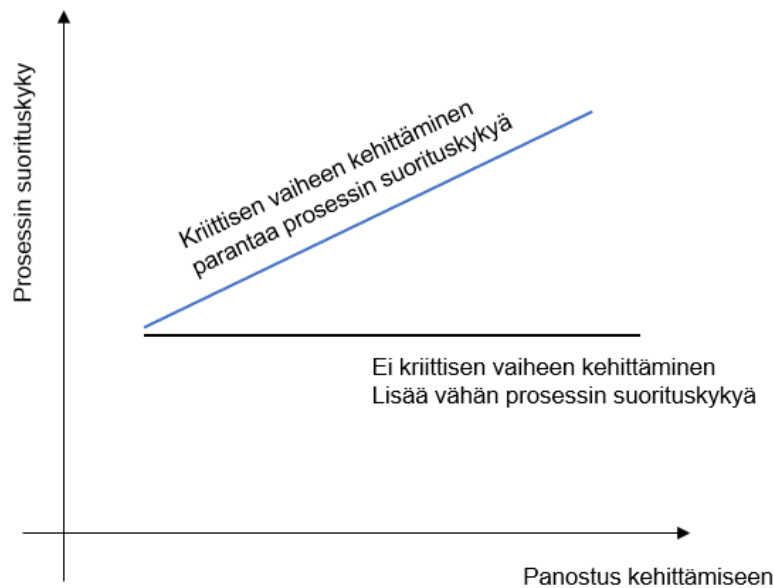 Prosessin suorituskyky
Kriittisen vaiheen kehittäminen
parantaa prosessin suorituskykyä
Ei kriittisen vaiheen kehittäminen
Lisää vähän prosessin suorituskykyä
Panostus kehittämiseen